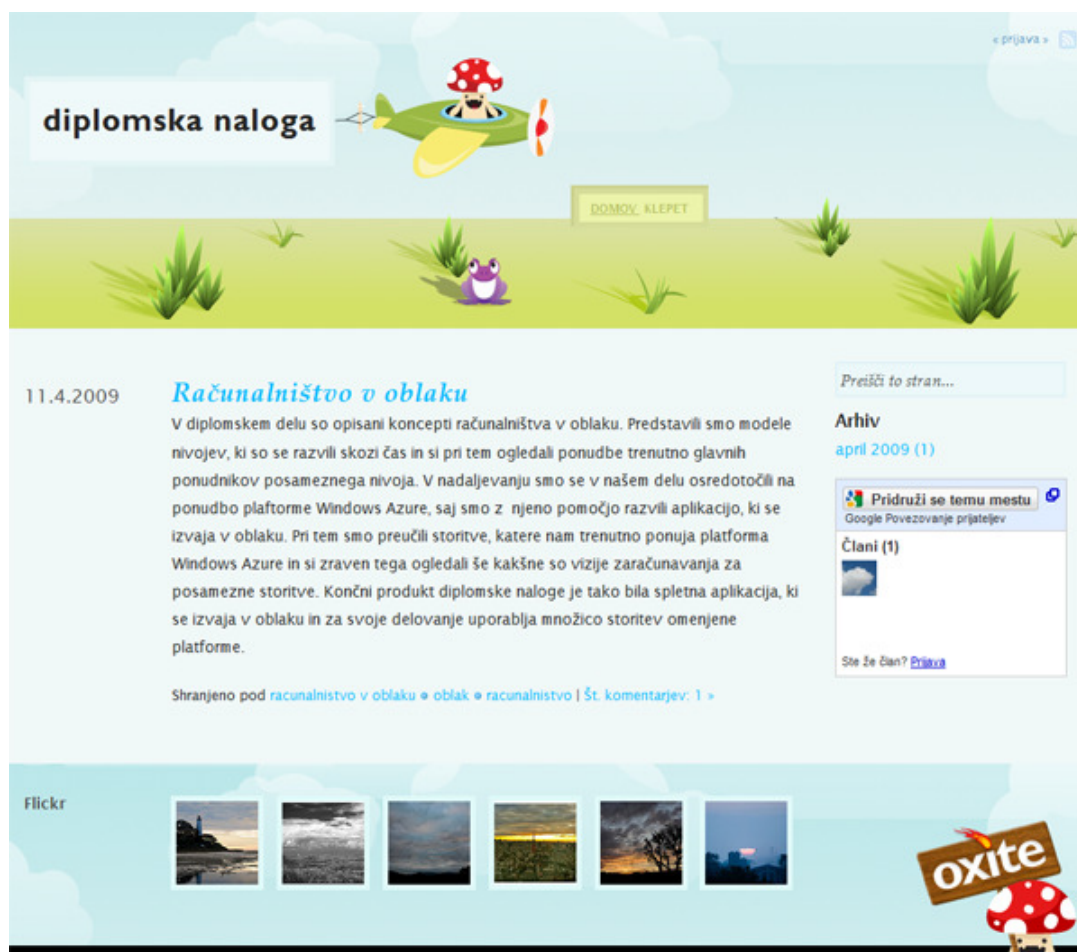 « prijava »
diplomska naloga
DOMOV KLEPET
11.4.2009
Računalništvo v oblaku
V diplomskem delu so opisani koncepti računalništva v oblaku. Predstavili smo modele
nivojev, ki so se razvili skozi čas in si pri tem ogledali ponudbe trenutno glavnih
ponudnikov posameznega nivoja. V nadaljevanju smo se v našem delu osredotočili na
ponudbo plaftorme Windows Azure, saj smo z njeno pomočjo razvili aplikacijo, ki se
izvaja v oblaku. Pri tem smo preučili storitve, katere nam trenutno ponuja platforma
Windows Azure in si zraven tega ogledali še kakšne so vizije zaračunavanja za
posamezne storitve. Končni produkt diplomske naloge je tako bila spletna aplikacija, ki
se izvaja v oblaku in za svoje delovanje uporablja množico storitev omenjene
platforme.
Shranjeno pod racunalnistvo v oblaku • oblak • racunalnistvo | Št. komentarjev: 1 »
Preišči to stran...
Arhiv
april 2009 (1)
Pridruži se temu mestu
Google Povezovanje prijateljev
Člani (1)
Ste že član? Prijava
Flickr
oxite